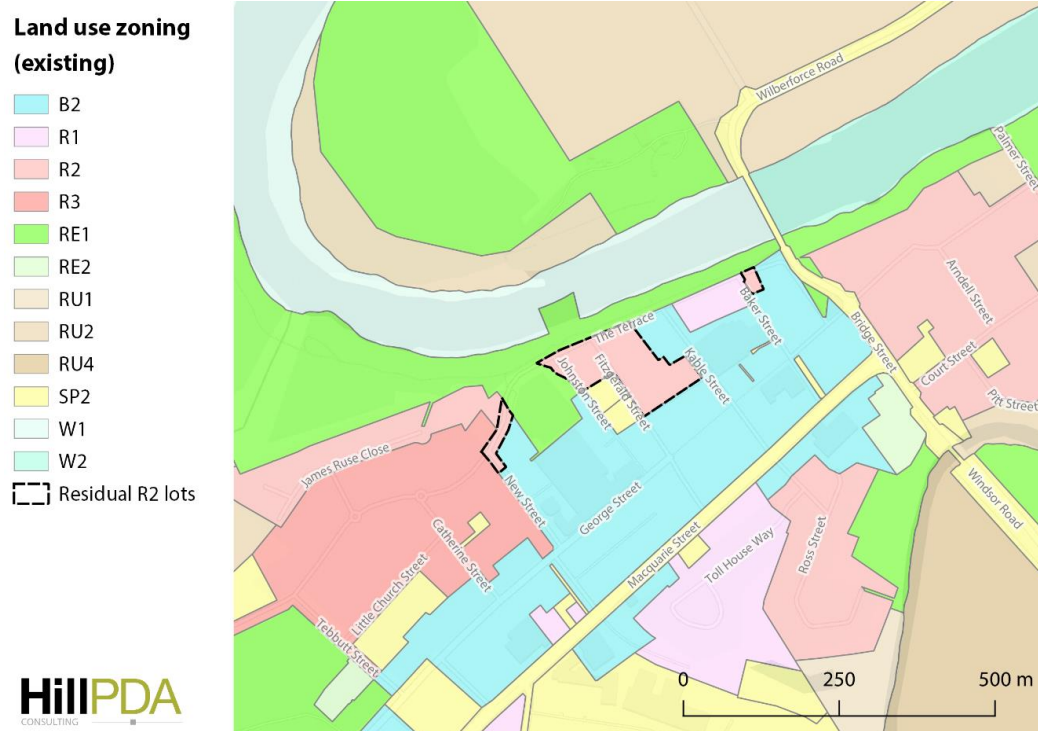 Land use zoning
(existing)
B2
R1
R2
R3
RE1
RE2
RU1
RU2
RU4
SP2
W1
W2
Residual R2 lots
HillPDA
CONSULTING
Wilberforce Road
Palmer Street
Arndell Street
Bridge Street
Baker Street
The Terrace
Kable Street
Fitzgerald Street
Johnston Street
Court Street
Pitt Street
Windsor Road
James Ruse Close
New Street
George Street
Catherine Street
Macquarie Street
Toll House Way
Ross Street
Little Church Street
Tebbutt Street
0 250 500 m